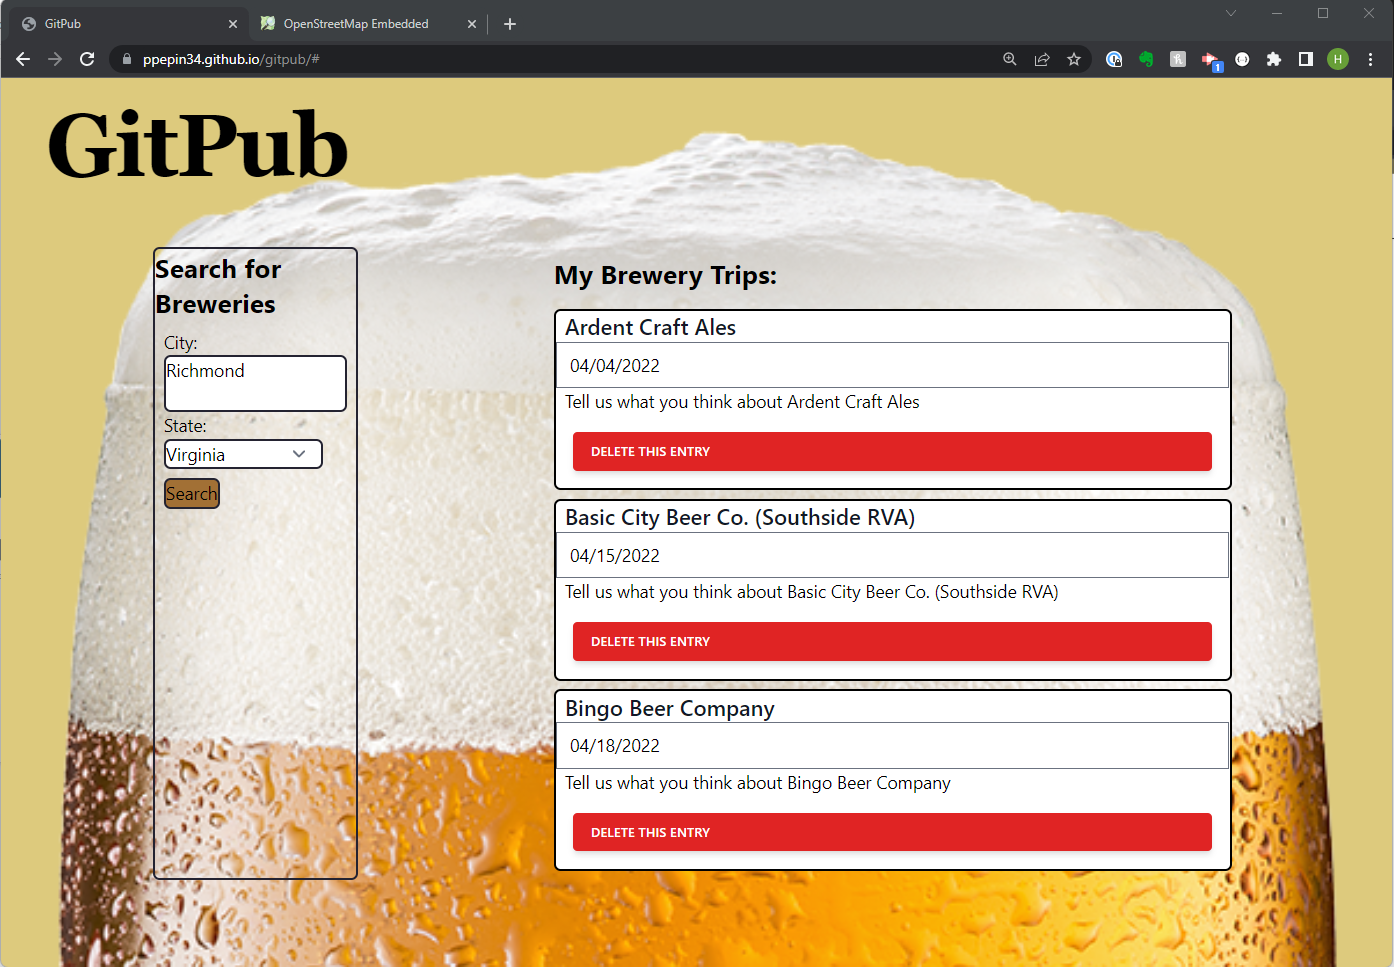 GitPub
OpenStreetMap Embedded
ppepin34.github.io/gitpub/#
1
H
GitPub
Search for
Breweries
City:
Richmond
State:
Virginia
Search
My Brewery Trips:
Ardent Craft Ales
04/04/2022
Tell us what you think about Ardent Craft Ales
DELETE THIS ENTRY
Basic City Beer Co. (Southside RVA)
04/15/2022
Tell us what you think about Basic City Beer Co. (Southside RVA)
DELETE THIS ENTRY
Bingo Beer Company
04/18/2022
Tell us what you think about Bingo Beer Company
DELETE THIS ENTRY